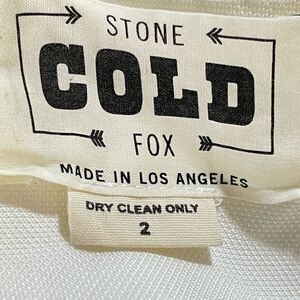 STONE
COLD
FOX
MADE IN LOS ANGELES
DRY CLEAN ONLY
2